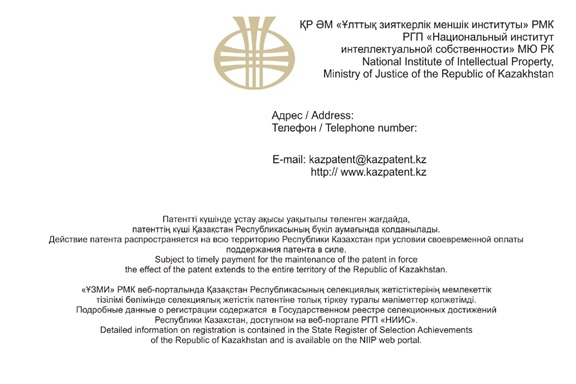 ҚР ӘМ «Ұлттық зияткерлік меншік институты» РМК
РГП «Национальный институт
интеллектуальной собственности» МЮ РК
National Institute of Intellectual Property,
Ministry of Justice of the Republic of Kazakhstan
Адрес / Address:
Телефон / Telephone number:
E-mail: kazpatent@kazpatent.kz
http:// www.kazpatent.kz
Патентті күшінде ұстау ақысы уақытылы төленген жағдайда,
патенттің күші Қазақстан Республикасының бүкіл аумағында қолданылады.
Действие патента распространяется на всю территорию Республики Казахстан при условии своевременной оплаты
поддержания патента в силе.
Subject to timely payment for the maintenance of the patent in force
the effect of the patent extends to the entire territory of the Republic of Kazakhstan.
«ҰЗМИ» РМК веб-порталында Қазақстан Республикасының селекциялық жетістіктерінің мемлекеттік
тізілімі бөлімінде селекциялық жетістік патентіне толық тіркеу туралы мәліметтер қолжетімді.
Подробные данные о регистрации содержатся в Государственном реестре селекционных достижений
Республики Казахстан, доступном на веб-портале РГП «НИИС».
Detailed information on registration is contained in the State Register of Selection Achievements
of the Republic of Kazakhstan and is available on the NIIP web portal.